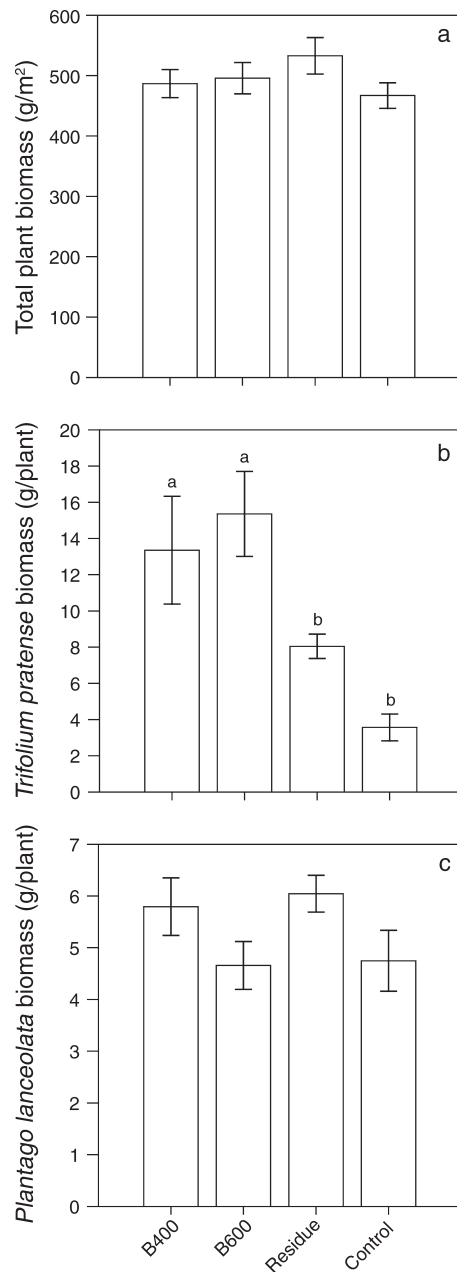 a
Total plant biomass (g/m²)
600
500
400
300
200
100
0
b
Trifolium pratense biomass (g/plant)
20
18
16
14
12
10
8
6
4
2
0
a
a
b
b
c
Plantago lanceolata biomass (g/plant)
7
6
5
4
3
2
1
0
B400
B600
Residue
Control